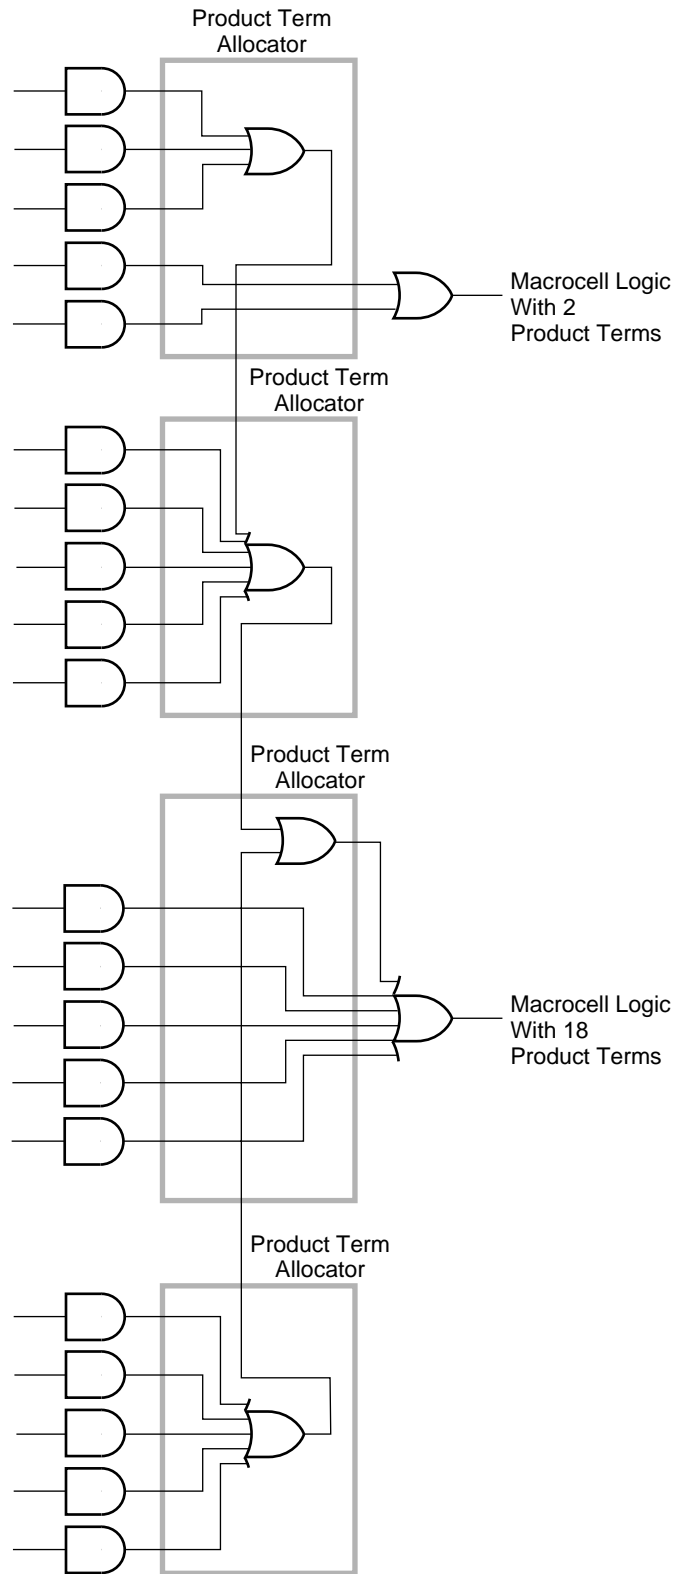 Product Term
Allocator
Macrocell Logic
With 2
Product Terms
Product Term
Allocator
Product Term
Allocator
Macrocell Logic
With 18
Product Terms
Product Term
Allocator